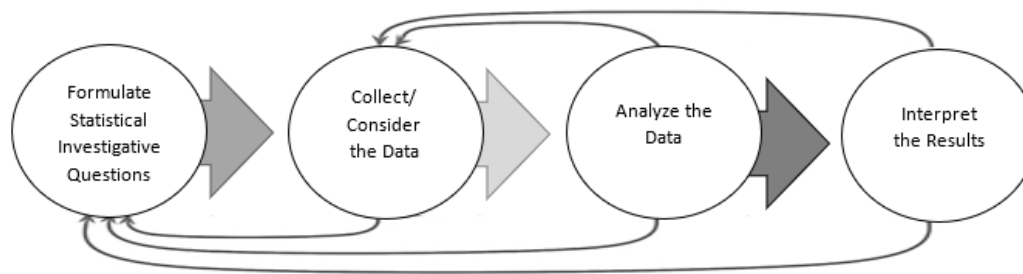 Formulate
Statistical
Investigative
Questions
Collect/
Consider
the Data
Analyze the
Data
Interpret
the Results